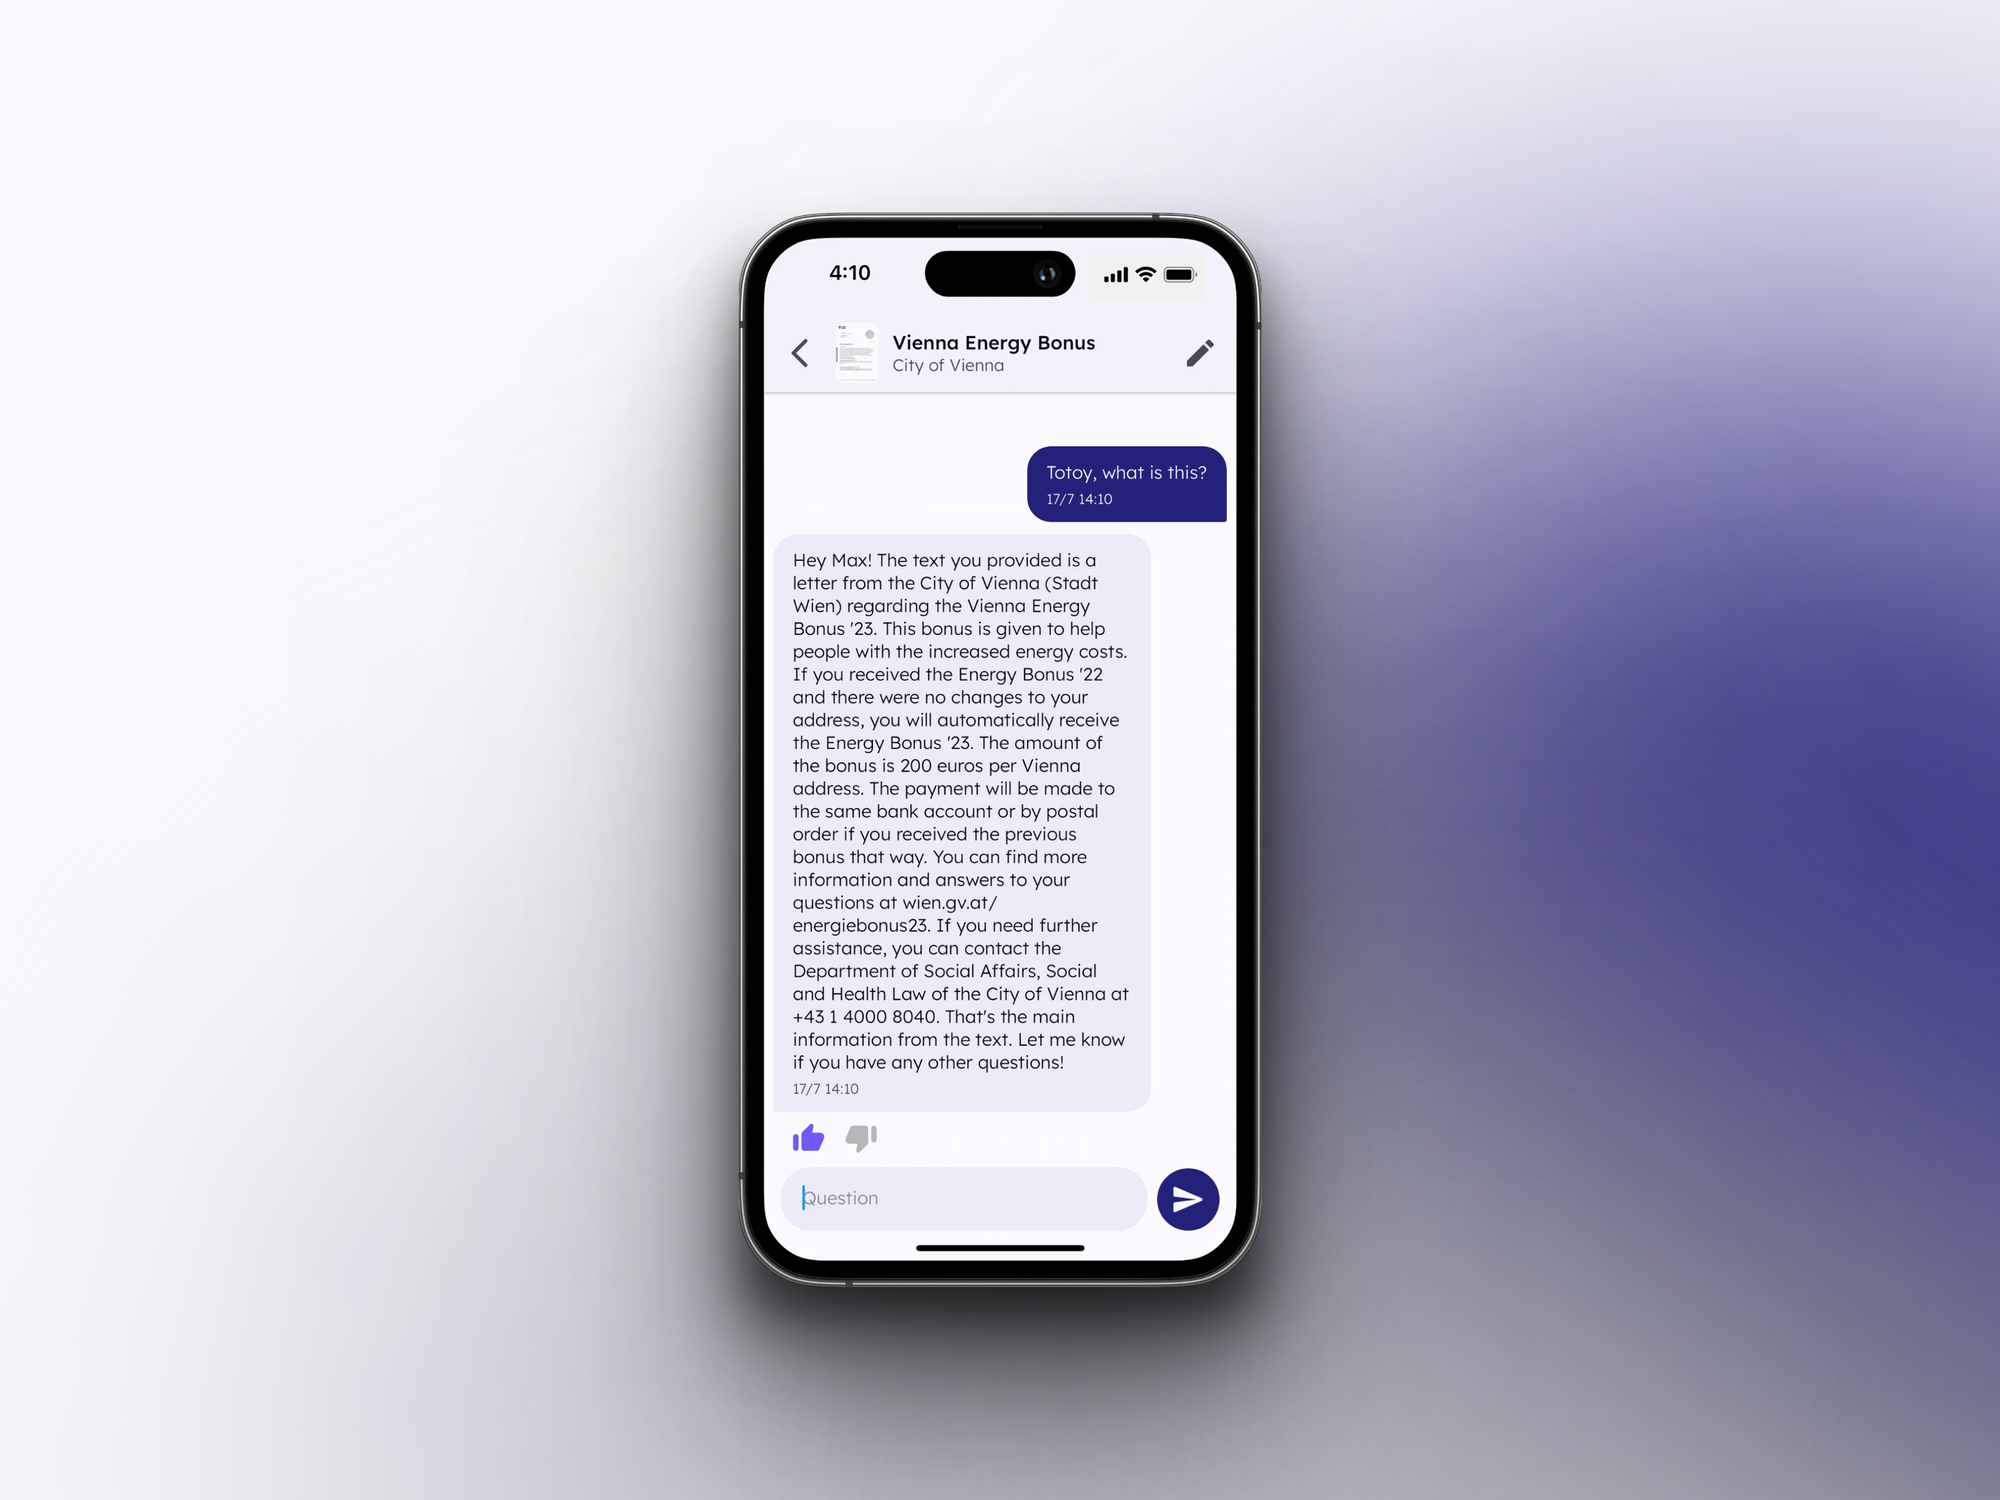 4:10
Vienna Energy Bonus
City of Vienna
Totoy, what is this?
17/7 14:10
Hey Max! The text you provided is a
letter from the City of Vienna (Stadt
Wien) regarding the Vienna Energy
Bonus '23. This bonus is given to help
people with the increased energy costs.
If you received the Energy Bonus '22
and there were no changes to your
address, you will automatically receive
the Energy Bonus '23. The amount of
the bonus is 200 euros per Vienna
address. The payment will be made to
the same bank account or by postal
order if you received the previous
bonus that way. You can find more
information and answers to your
questions at wien.gv.at/
energiebonus23. If you need further
assistance, you can contact the
Department of Social Affairs, Social
and Health Law of the City of Vienna at
+43 1 4000 8040. That's the main
information from the text. Let me know
if you have any other questions!
17/7 14:10
Question